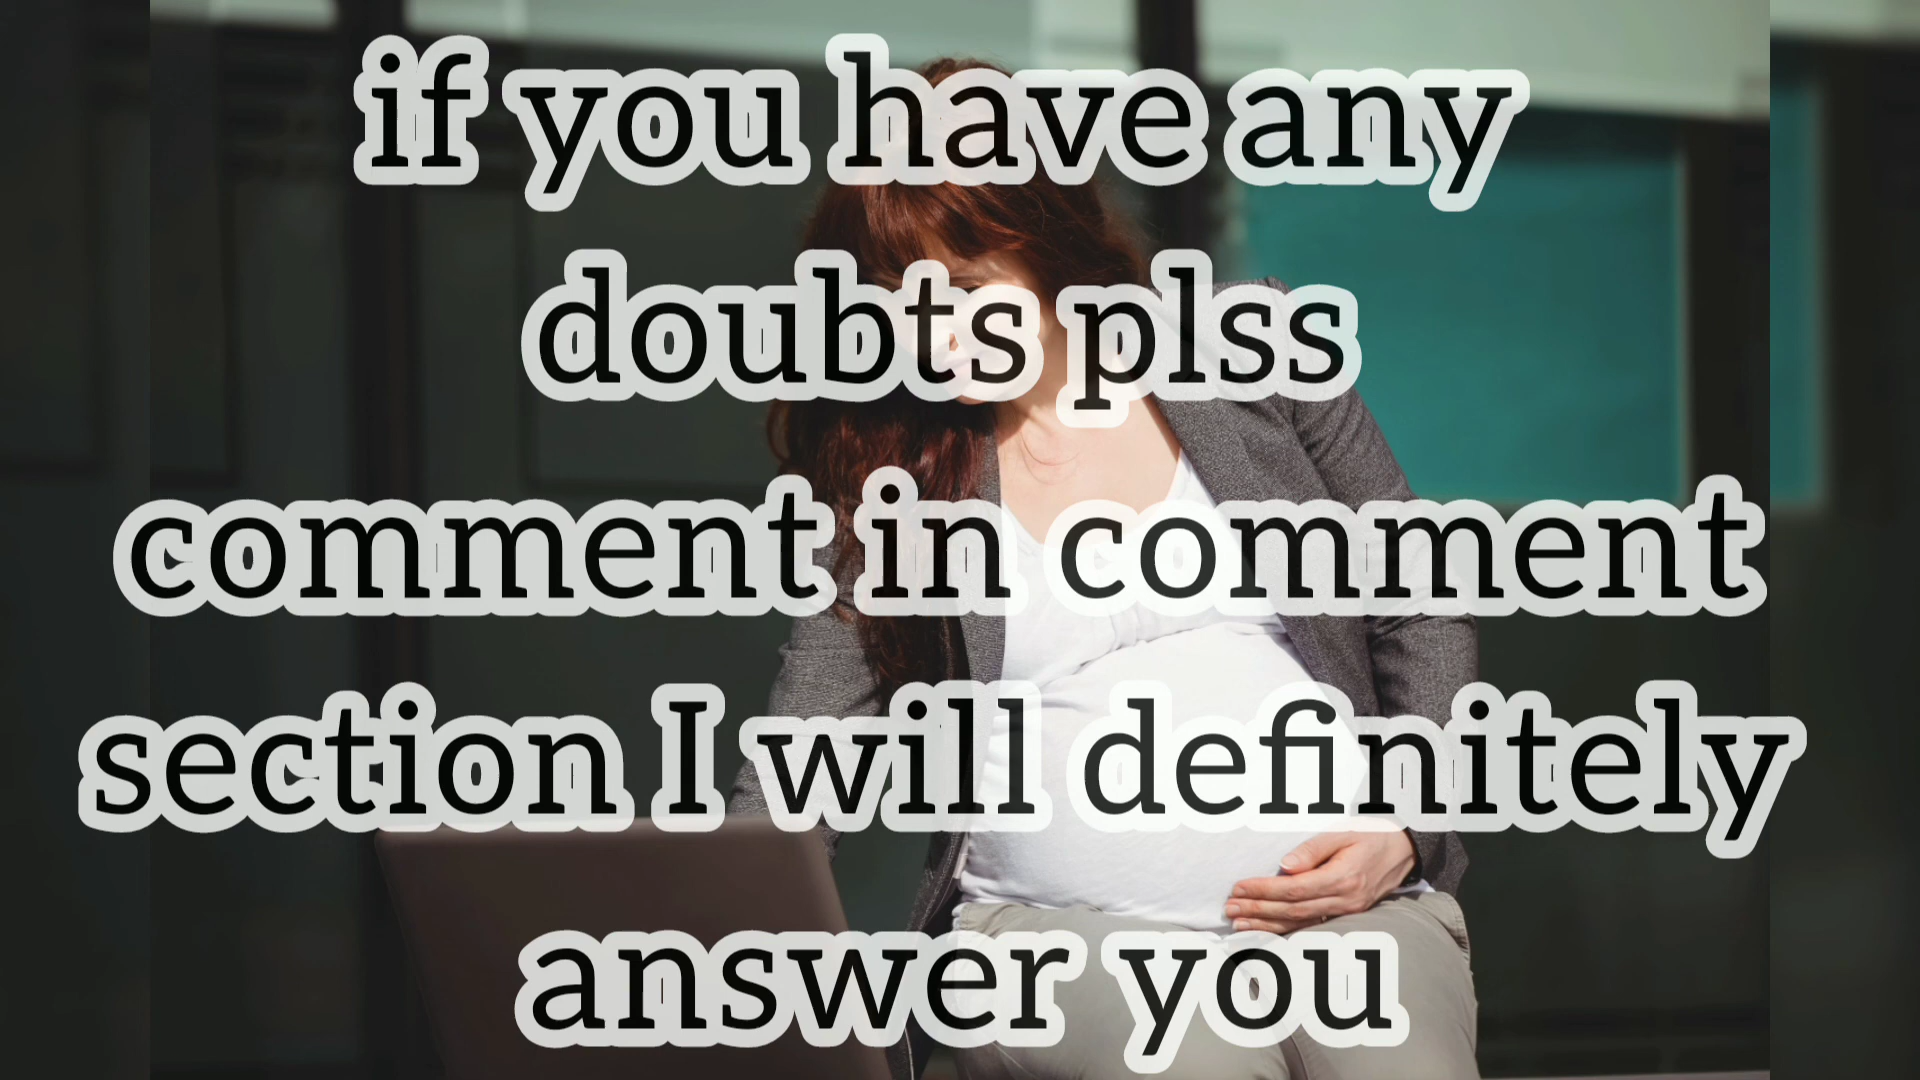 if you have any
doubts plss
comment in comment
section I will definitely
answer you